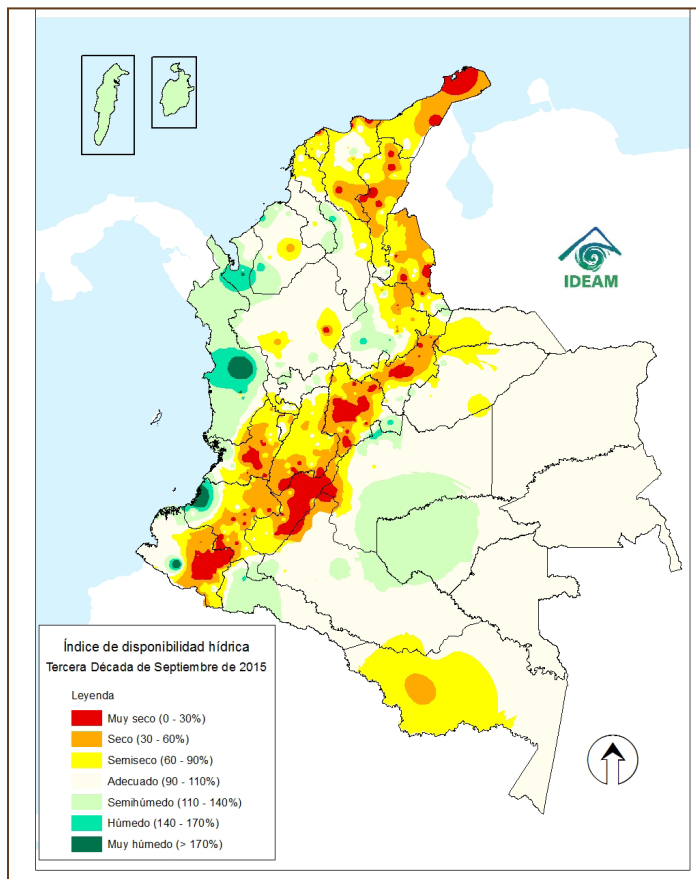 IDEAM
Índice de disponibilidad hídrica
Tercera Década de Septiembre de 2015
Leyenda
Muy seco (0 - 30%)
Seco (30 - 60%)
Semiseco (60 - 90%)
Adecuado (90 - 110%)
Semihúmedo (110 - 140%)
Húmedo (140 - 170%)
Muy húmedo (> 170%)